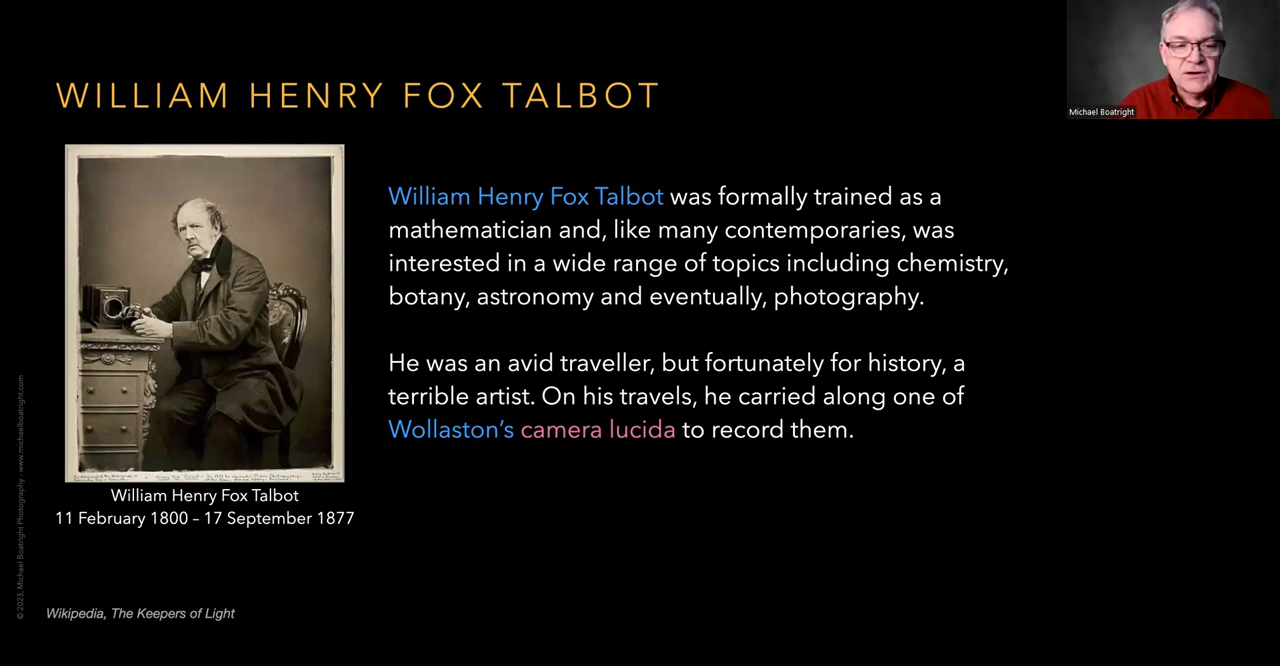 WILLIAM HENRY FOX TALBOT
Michael Boatright
William Henry Fox Talbot was formally trained as a
mathematician and, like many contemporaries, was
interested in a wide range of topics including chemistry,
botany, astronomy and eventually, photography.
He was an avid traveller, but fortunately for history, a
terrible artist. On his travels, he carried along one of
Wollaston’s camera lucida to record them.
William Henry Fox Talbot
11 February 1800 – 17 September 1877
© 2023, Michael Boatright Photography - www.michaelboatright.com
Wikipedia, The Keepers of Light